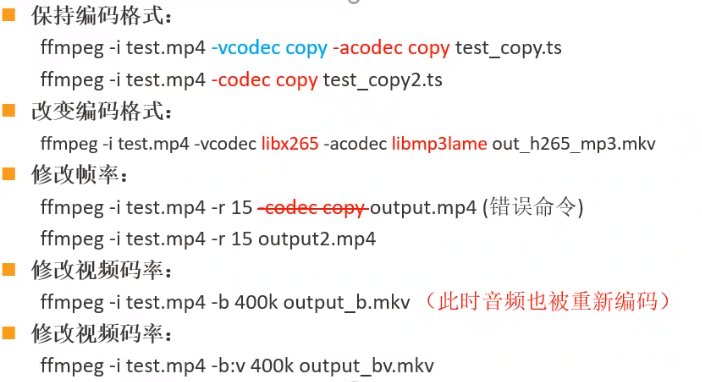 保持编码格式：
ffmpeg -i test.mp4 -vcodec copy -acodec copy test_copy.ts
ffmpeg -i test.mp4 -codec copy test_copy2.ts
改变编码格式：
ffmpeg -i test.mp4 -vcodec libx265 -acodec libmp3lame out_h265_mp3.mkv
修改帧率：
ffmpeg -i test.mp4 -r 15 -codec copy output.mp4 (错误命令)
ffmpeg -i test.mp4 -r 15 output2.mp4
修改视频码率：
ffmpeg -i test.mp4 -b 400k output_b.mkv （此时音频也被重新编码）
修改视频码率：
ffmpeg -i test.mp4 -b:v 400k output_bv.mkv